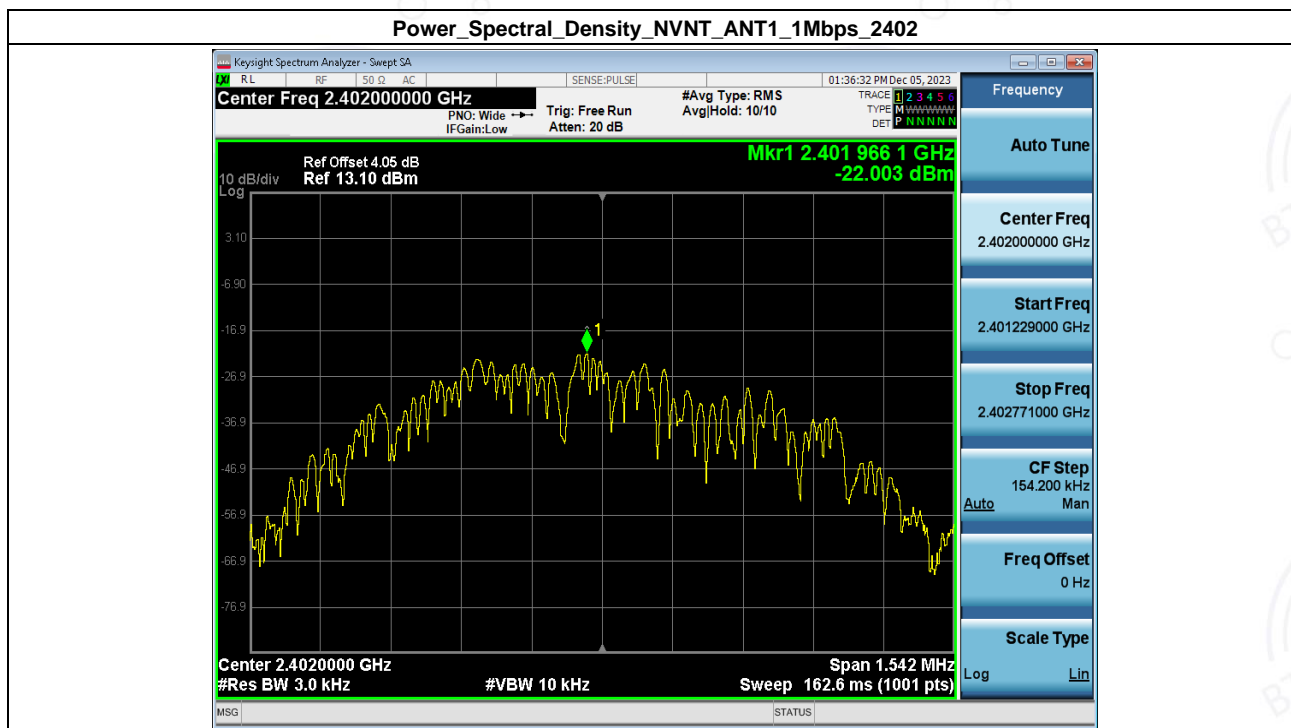 Power_Spectral_Density_NVNT_ANT1_1Mbps_2402
Keysight Spectrum Analyzer - Swept SA
LXI RL RF 50 Ω AC SENSE:PULSE 01:36:32 PM Dec 05, 2023
Center Freq 2.402000000 GHz
PNO: Wide
IFGain:Low
Trig: Free Run
Atten: 20 dB
#Avg Type: RMS
Avg|Hold: 10/10
TRACE 1 2 3 4 5 6
TYPE M WWWWW
DET P N N N N N
Ref Offset 4.05 dB
10 dB/div Ref 13.10 dBm
Log
Mkr1 2.401 966 1 GHz
-22.003 dBm
3.10
-6.90
-16.9
-26.9
-36.9
-46.9
-56.9
-66.9
-76.9
1
Center 2.4020000 GHz Span 1.542 MHz
#Res BW 3.0 kHz #VBW 10 kHz Sweep 162.6 ms (1001 pts)
MSG STATUS
Frequency
Auto Tune
Center Freq
2.402000000 GHz
Start Freq
2.401229000 GHz
Stop Freq
2.402771000 GHz
CF Step
154.200 kHz
Auto Man
Freq Offset
0 Hz
Scale Type
Log Lin